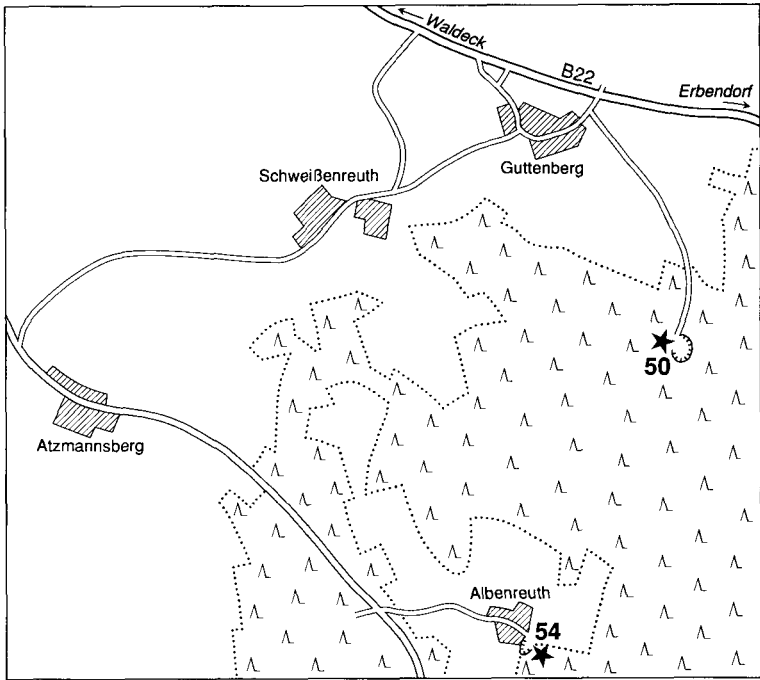 Waldeck
B22
Erbendorf
Schweißenreuth
Guttenberg
50
Atzmannsberg
Albenreuth
54